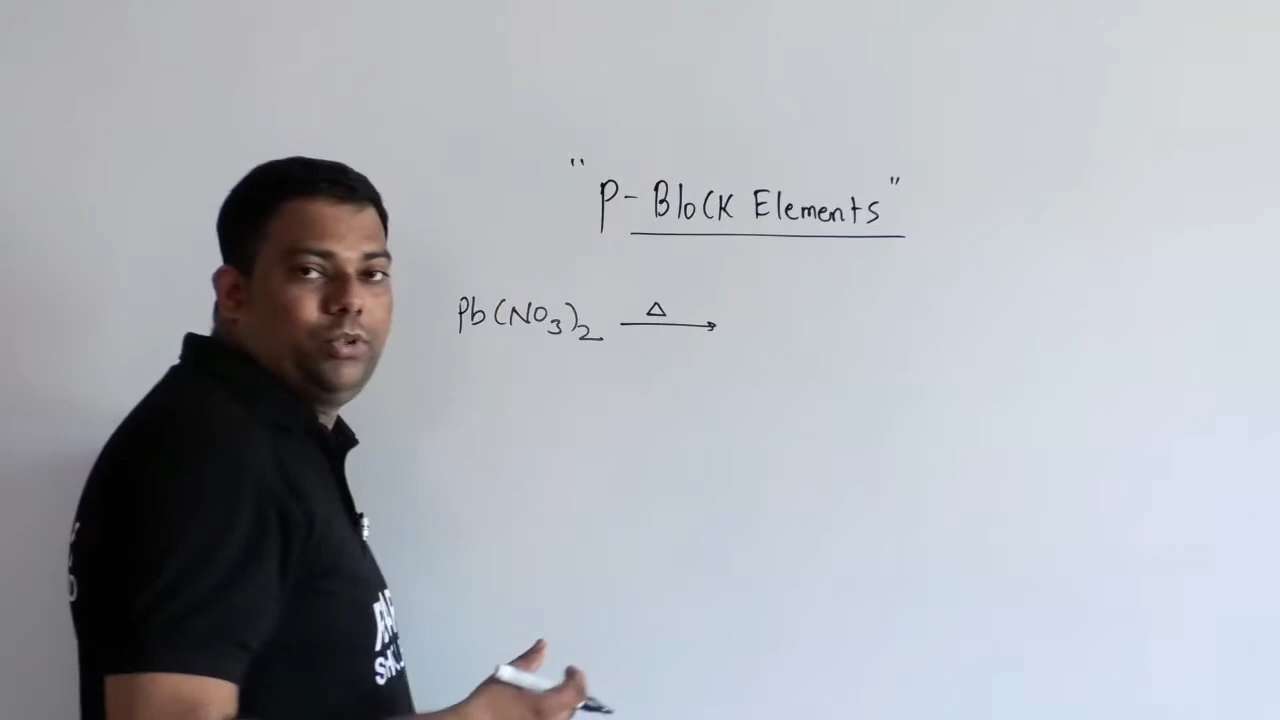 "P-Block Elements"
Pb(NO3)2 Δ→